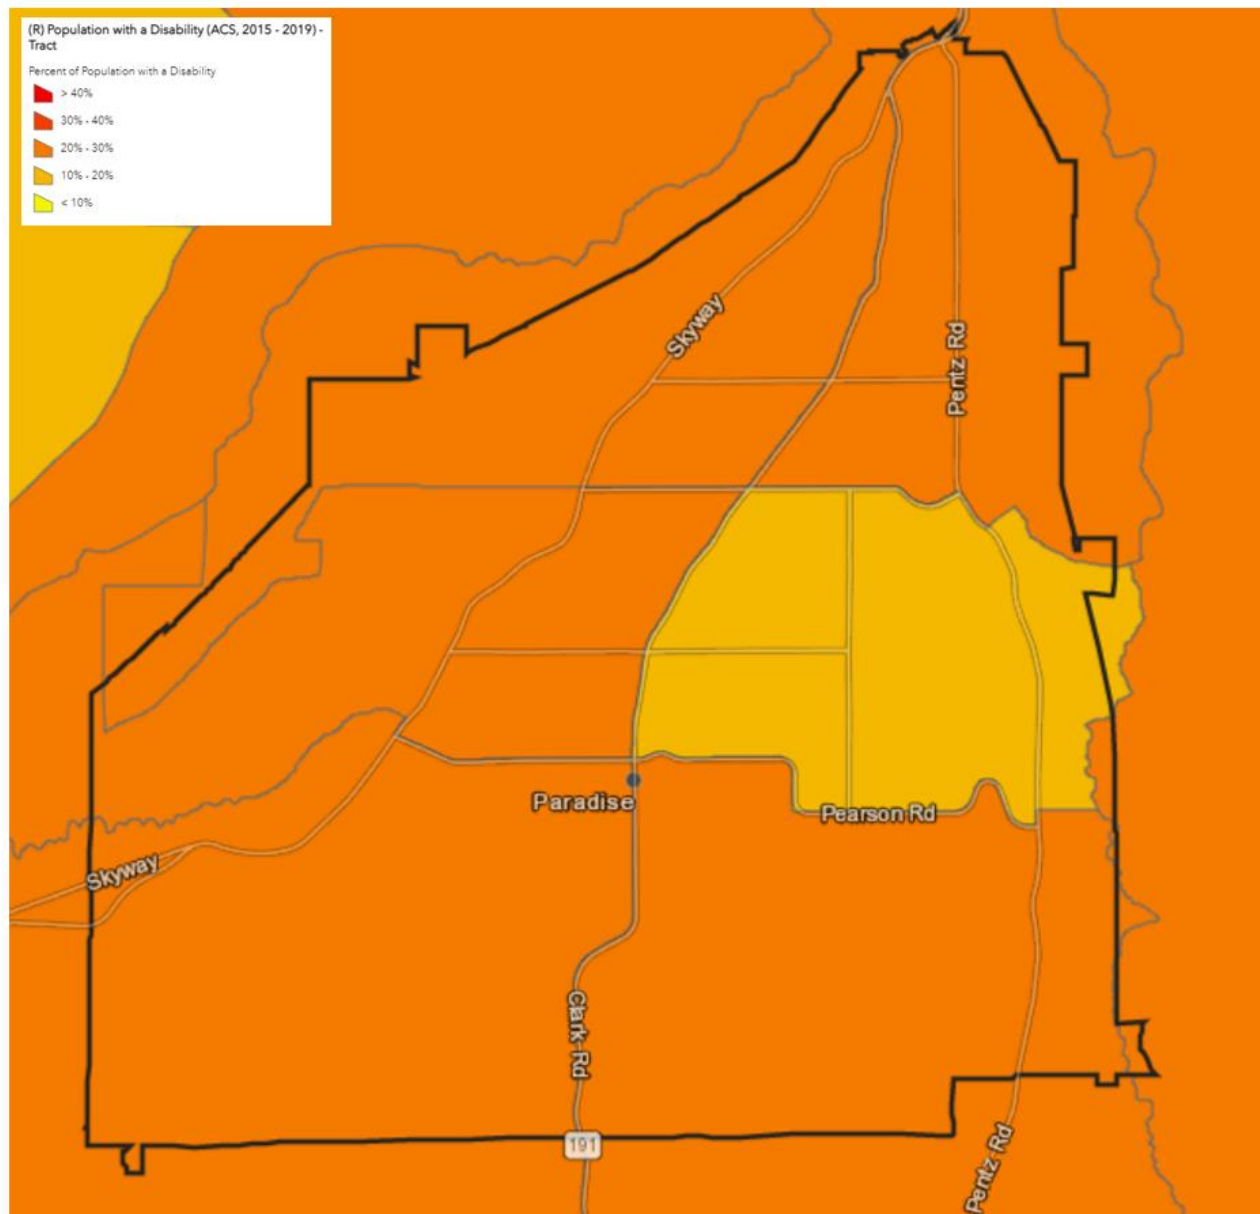 (R) Population with a Disability (ACS, 2015 - 2019) -
Tract
Percent of Population with a Disability
> 40%
30% - 40%
20% - 30%
10% - 20%
< 10%
Skyway
Pentz Rd
Paradise
Pearson Rd
Skyway
Clark Rd
191
Pentz Rd